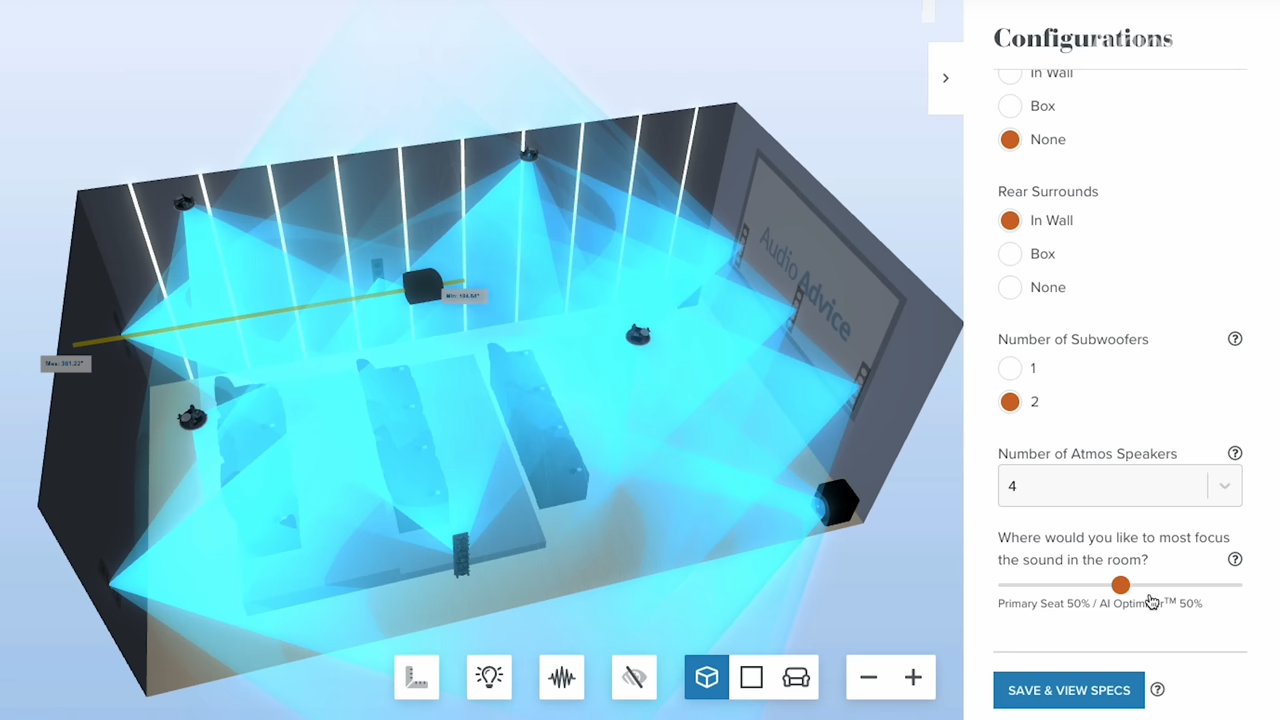 Configurations
In Wall
Box
None
Rear Surrounds
In Wall
Box
None
Number of Subwoofers
?
1
2
Number of Atmos Speakers
?
4
Where would you like to most focus
the sound in the room?
?
Primary Seat 50% / AI Optimizer™ 50%
SAVE & VIEW SPECS
?
Audio Advice